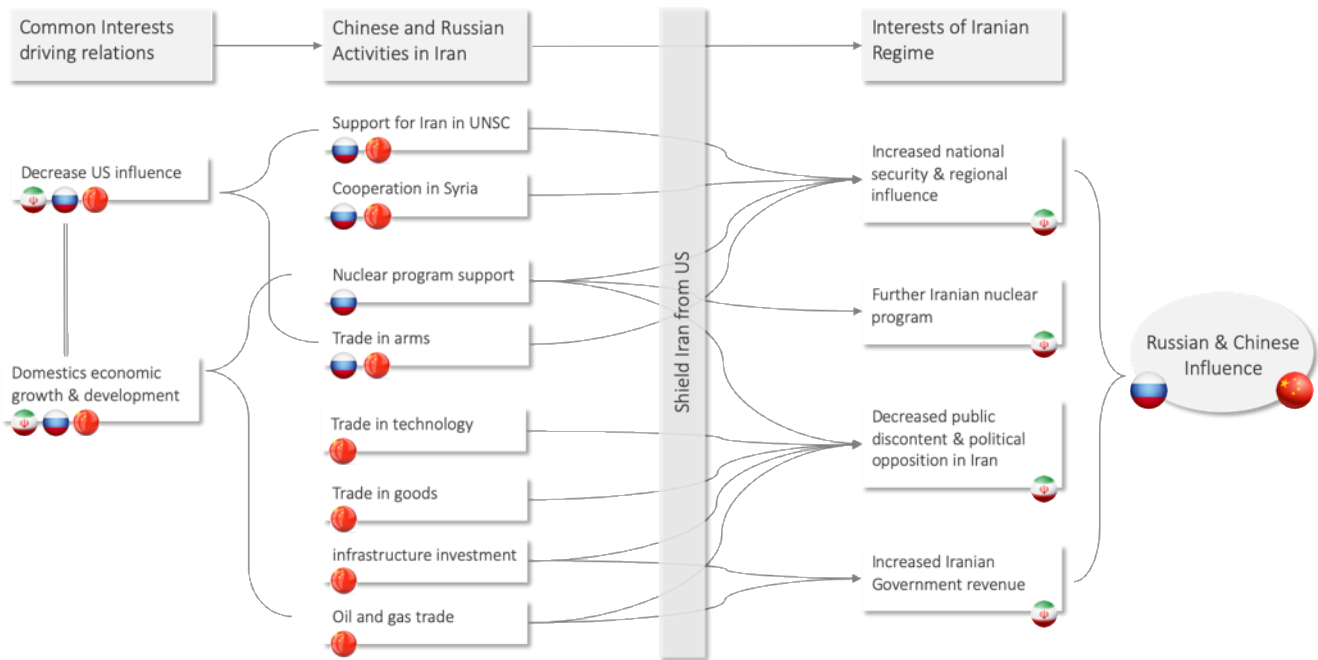 Common Interests
driving relations
Chinese and Russian
Activities in Iran
Interests of Iranian
Regime
Decrease US influence
Domestics economic
growth & development
Support for Iran in UNSC
Cooperation in Syria
Nuclear program support
Trade in arms
Trade in technology
Trade in goods
infrastructure investment
Oil and gas trade
Shield Iran from US
Increased national
security & regional
influence
Further Iranian nuclear
program
Decreased public
discontent & political
opposition in Iran
Increased Iranian
Government revenue
Russian & Chinese
Influence